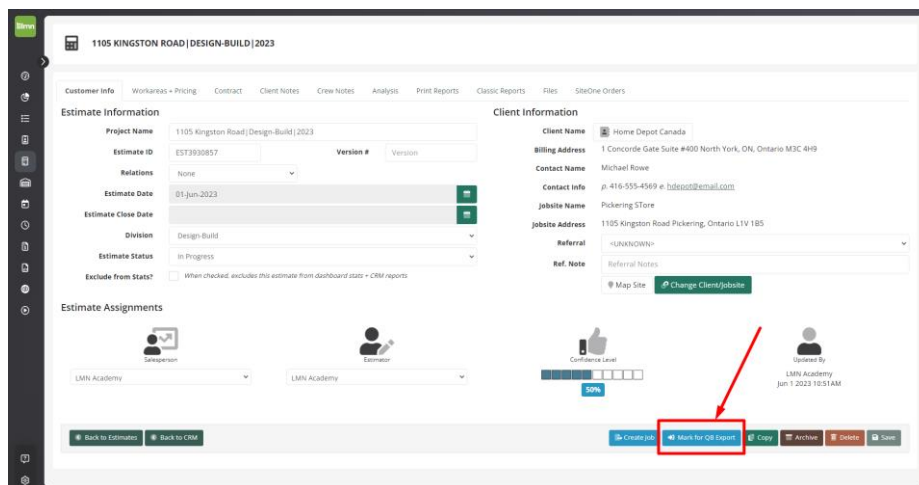 lmn
1105 KINGSTON ROAD|DESIGN-BUILD|2023
Customer Info Workareas + Pricing Contract Client Notes Crew Notes Analysis Print Reports Classic Reports Files SiteOne Orders
Estimate Information
Project Name 1105 Kingston Road|Design-Build|2023
Estimate ID EST3930857 Version # Version
Relations None
Estimate Date 01-Jun-2023
Estimate Close Date
Division Design-Build
Estimate Status In Progress
Exclude from Stats? When checked, excludes this estimate from dashboard stats + CRM reports
Client Information
Client Name Home Depot Canada
Billing Address 1 Concorde Gate Suite #400 North York, ON, Ontario M3C 4H9
Contact Name Michael Rowe
Contact Info p. 416-555-4569 e. hdepot@email.com
Jobsite Name Pickering STore
Jobsite Address 1105 Kingston Road Pickering, Ontario L1V 1B5
Referral <UNKNOWN>
Ref. Note Referral Notes
Map Site Change Client/Jobsite
Estimate Assignments
Salesperson Estimator Confidence Level Updated By
LMN Academy LMN Academy 50% LMN Academy
Jun 1 2023 10:51AM
Back to Estimates Back to CRM Create Job Mark for QB Export Copy Archive Delete Save